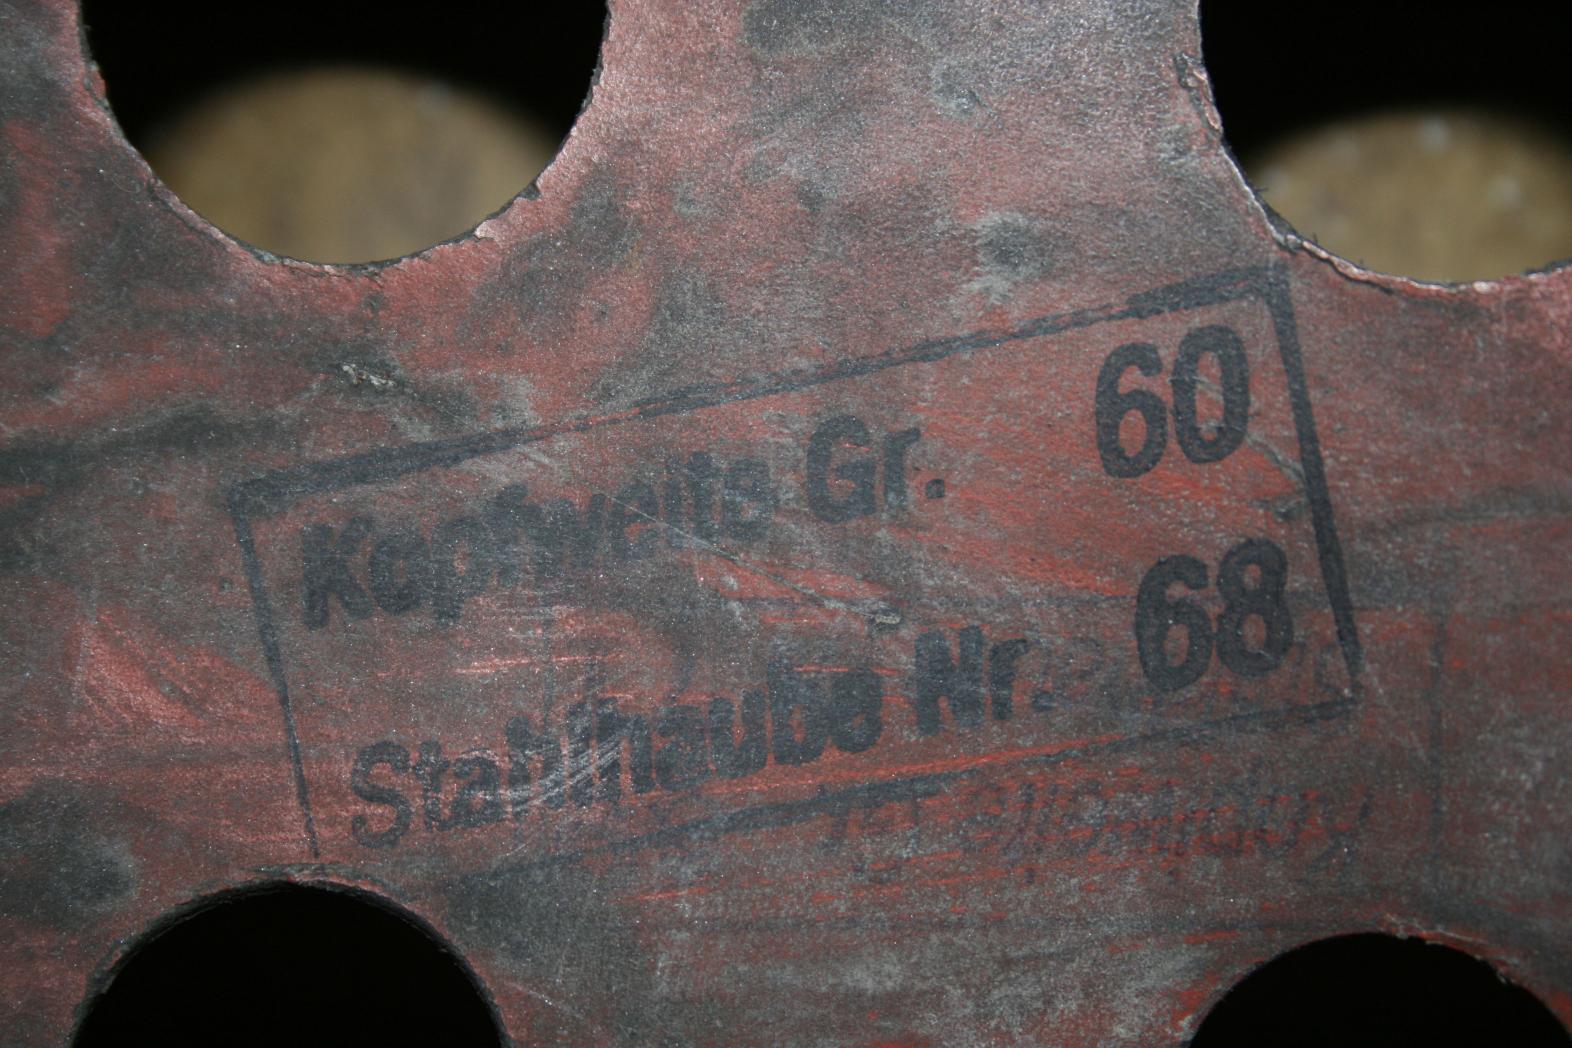 Kopfweite Gr. 60
Stahlhaube Nr. 68